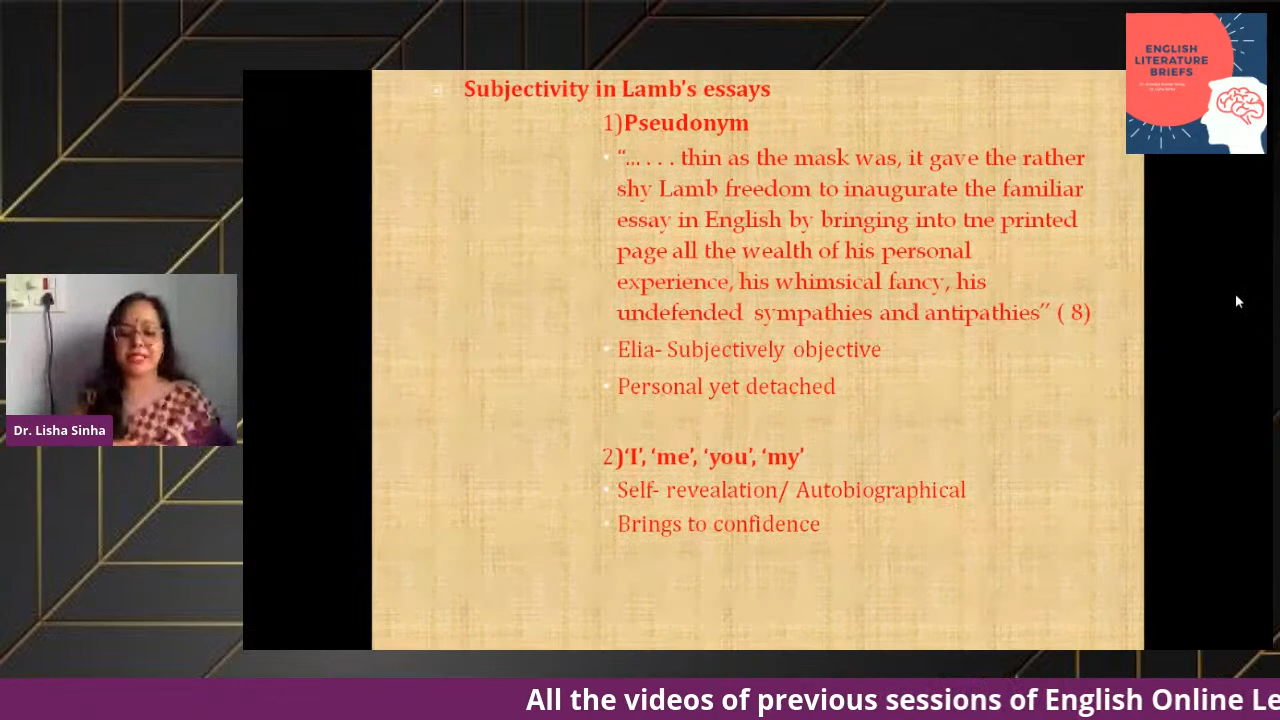 Subjectivity in Lamb's essays
1)Pseudonym
“... . . . thin as the mask was, it gave the rather
shy Lamb freedom to inaugurate the familiar
essay in English by bringing into tne printed
page all the wealth of his personal
experience, his whimsical fancy, his
undefended sympathies and antipathies” ( 8)
Elia- Subjectively objective
Personal yet detached
2)‘I’, ‘me’, ‘you’, ‘my’
Self- revealation/ Autobiographical
Brings to confidence
ENGLISH
LITERATURE
BRIEFS
Dr. Lisha Sinha
All the videos of previous sessions of English Online Le